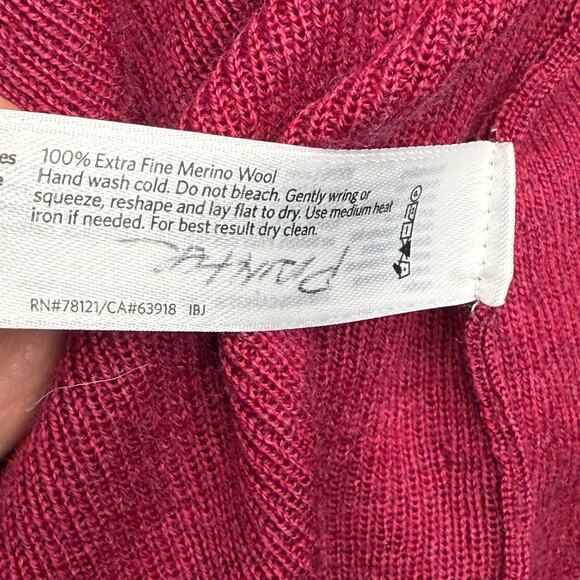 es
100% Extra Fine Merino Wool
Hand wash cold. Do not bleach. Gently wring or
squeeze, reshape and lay flat to dry. Use medium heat
iron if needed. For best result dry clean.
RN#78121/CA#63918 IBJ